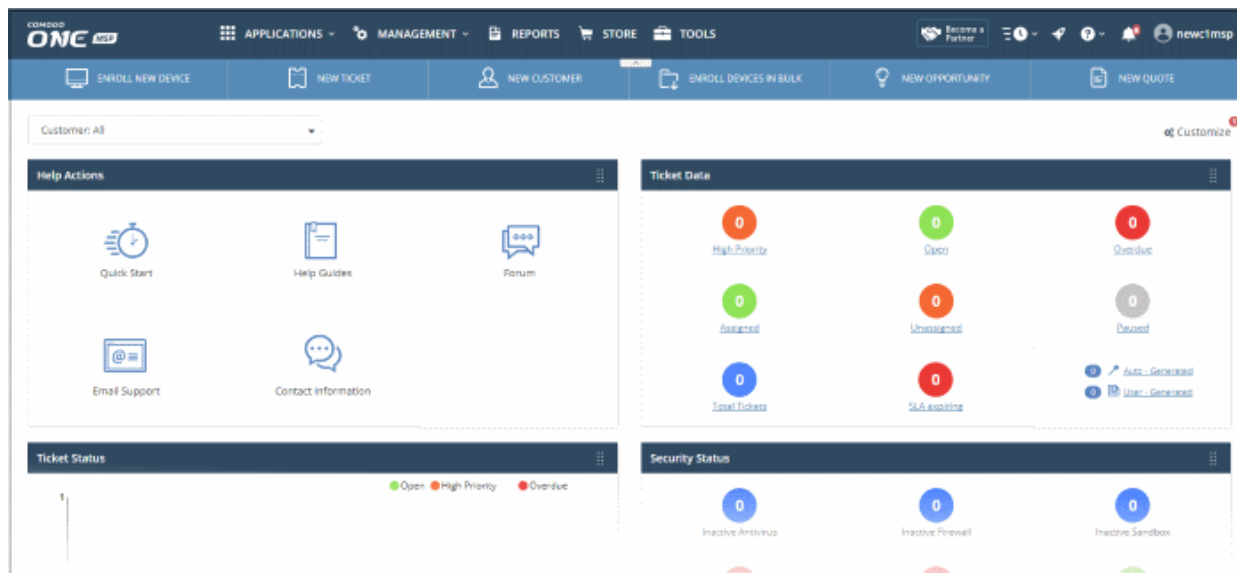 COMODO
ONE MSP
APPLICATIONS MANAGEMENT REPORTS STORE TOOLS
Become a
Partner
newc1msp
ENROLL NEW DEVICE NEW TICKET NEW CUSTOMER ENROLL DEVICES IN BULK NEW OPPORTUNITY NEW QUOTE
Customer: All
Customize
Help Actions
Quick Start Help Guides Forum
Email Support Contact Information
Ticket Data
0 0 0
High Priority Open Overdue
0 0 0
Assigned Unassigned Paused
0 0
Total Tickets SLA expiring
0 Auto - Generated
0 User - Generated
Ticket Status
Open High Priority Overdue
1
Security Status
0 0 0
Inactive Antivirus Inactive Firewall Inactive Sandbox